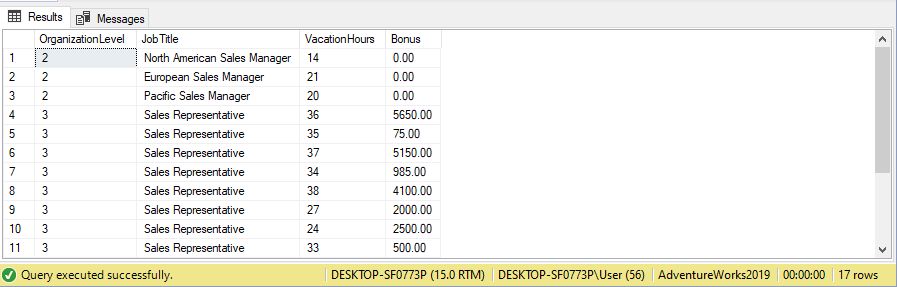 Results Messages
OrganizationLevel JobTitle VacationHours Bonus
1 2 North American Sales Manager 14 0.00
2 2 European Sales Manager 21 0.00
3 2 Pacific Sales Manager 20 0.00
4 3 Sales Representative 36 5650.00
5 3 Sales Representative 35 75.00
6 3 Sales Representative 37 5150.00
7 3 Sales Representative 34 985.00
8 3 Sales Representative 38 4100.00
9 3 Sales Representative 27 2000.00
10 3 Sales Representative 24 2500.00
11 3 Sales Representative 33 500.00
Query executed successfully. DESKTOP-SF0773P (15.0 RTM) DESKTOP-SF0773P\User (56) AdventureWorks2019 00:00:00 17 rows